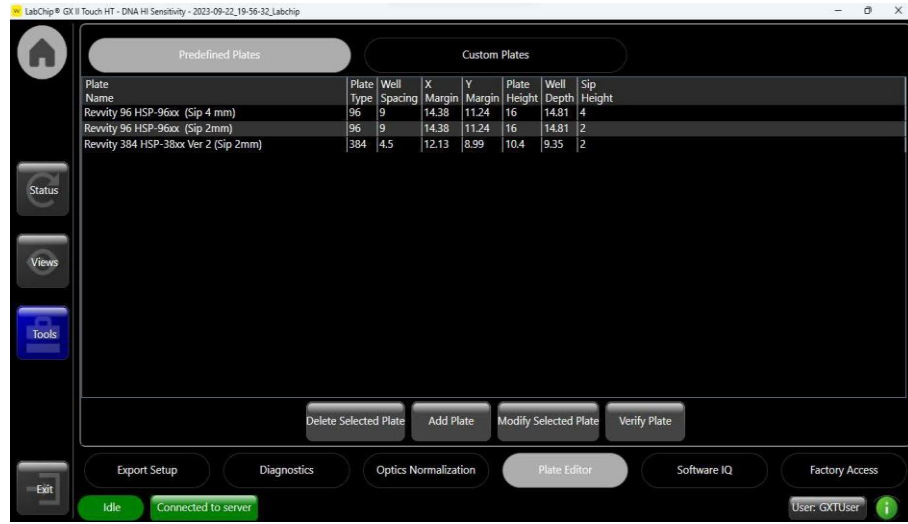 LabChip® GX II Touch HT - DNA HI Sensitivity - 2023-09-22_19-56-32_Labchip
Predefined Plates Custom Plates
Plate Name Plate Type Well Spacing X Margin Y Margin Plate Height Well Depth Sip Height
Revvity 96 HSP-96xx (Sip 4 mm) 96 9 14.38 11.24 16 14.81 4
Revvity 96 HSP-96xx (Sip 2mm) 96 9 14.38 11.24 16 14.81 2
Revvity 384 HSP-38xx Ver 2 (Sip 2mm) 384 4.5 12.13 8.99 10.4 9.35 2
Status
Views
Tools
Delete Selected Plate Add Plate Modify Selected Plate Verify Plate
Export Setup Diagnostics Optics Normalization Plate Editor Software IQ Factory Access
Exit
Idle Connected to server User: GXTUser